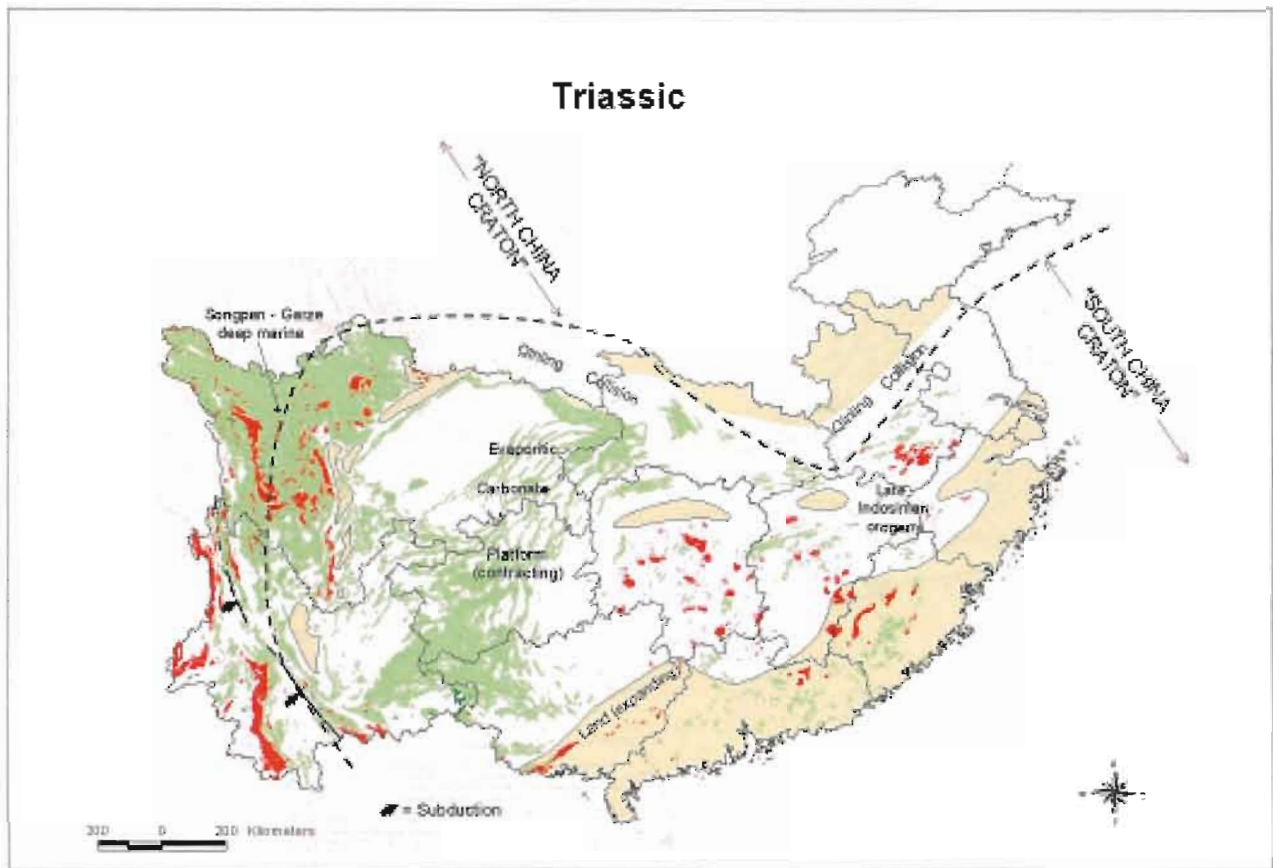 Triassic
"NORTH CHINA
CRATON"
"SOUTH CHINA
CRATON"
Songpan - Garze
deep marine
Qinling
Collision
Qinling Collision
Evaporitic
Carbonate
Platform
(contracting)
Late
Indosinian
orogeny
Land (expanding)
= Subduction
200 0 200 Kilometers